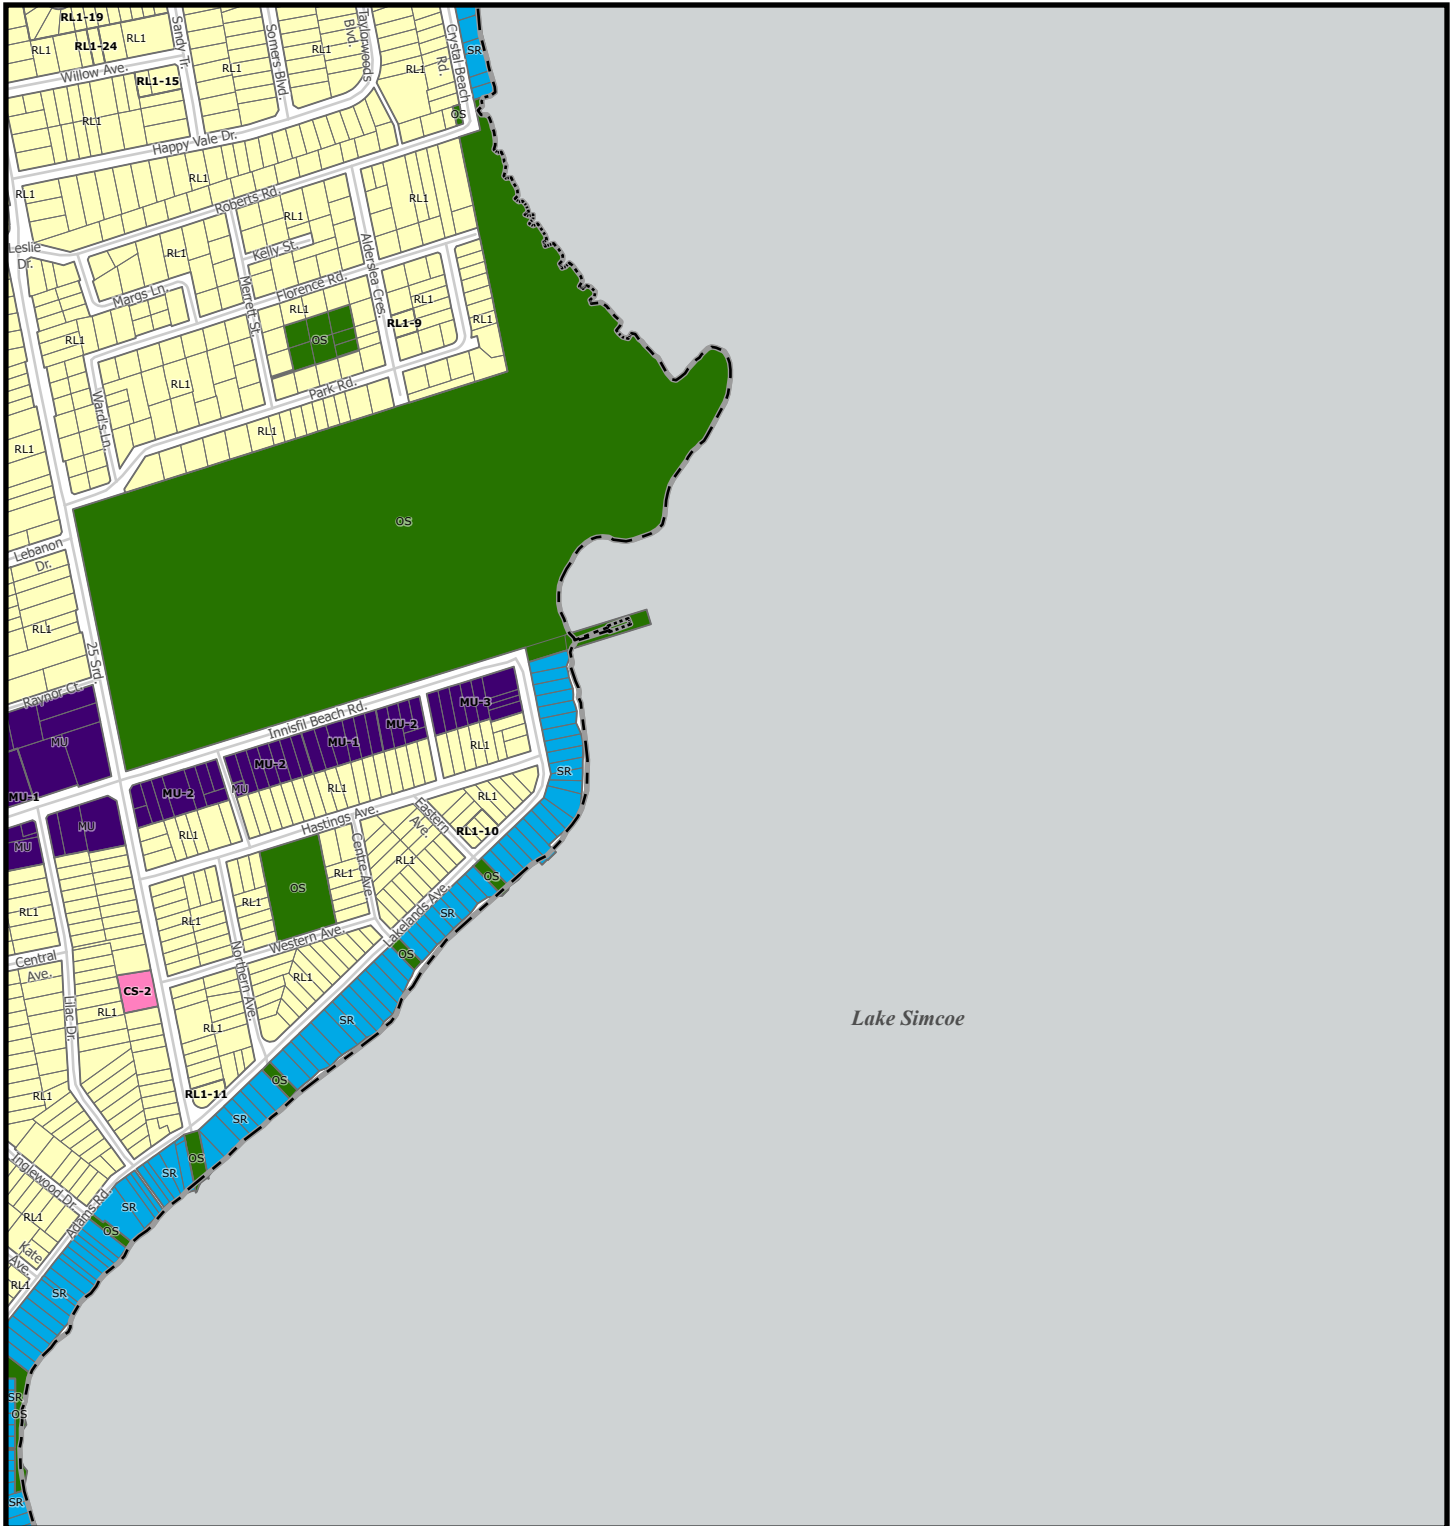 RL1-19
Sandy Tr.
Somers Blvd.
Taylorwoods
Blvd.
Crystal Beach
Rd.
SR
RL1
RL1-24
RL1
RL1
RL1
RL1
Willow Ave.
RL1-15
RL1
OS
Happy Vale Dr.
RL1
RL1
Roberts Rd.
RL1
RL1
Leslie
Dr.
RL1
Kelly St.
Alderslea Cres.
Margs Ln.
Merrett St.
Florence Rd.
RL1
RL1
RL1
RL1-9
RL1
OS
RL1
Park Rd.
Ward's Ln.
RL1
RL1
OS
Lebanon
Dr.
RL1
25 Srd.
Raynor Ct.
MU
MU-3
Innisfil Beach Rd.
MU-2
MU-1
RL1
MU-2
SR
MU-2
MU
RL1
RL1
MU-1
Hastings Ave.
Eastern
Ave.
MU
RL1
RL1-10
MU
Centre Ave.
RL1
RL1
OS
OS
RL1
RL1
RL1
Lakelands Ave.
SR
Western Ave.
Northern Ave.
OS
Central
Ave.
RL1
CS-2
RL1
Lilac Dr.
SR
RL1
Lake Simcoe
OS
RL1
RL1-11
SR
OS
Inglewood Dr.
SR
Adams Rd.
SR
RL1
OS
Kate
Ave.
RL1
SR
SR
OS
SR